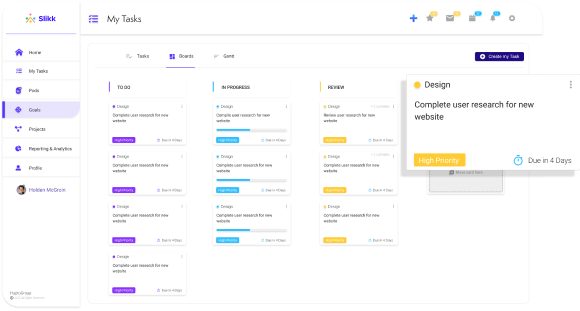 Slikk
My Tasks
Home
My Tasks
Pods
Goals
Projects
Reporting & Analytics
Profile
Holden McGroin
Tasks
Boards
Gantt
Create my Task
TO DO
Design
Complete user research for new
website
High Priority
Due in 4 Days
Design
Complete user research for new
website
High Priority
Due in 4 Days
Design
Complete user research for new
website
High Priority
Due in 4 Days
Complete user research for new
website
High Priority
Due in 4 Days
IN PROGRESS
Design
Complete user research for new
website
High Priority
Due in 4 Days
Design
Complete user research for new
website
High Priority
Due in 4 Days
Design
Complete user research for new
website
High Priority
Due in 4 Days
REVIEW
Design
Review user research for new
website
High Priority
Due in 4 Days
Design
Complete user research for new
website
High Priority
Due in 4 Days
Design
Complete user research for new
website
High Priority
Due in 4 Days
Design
Complete user research for new
website
High Priority
Due in 4 Days